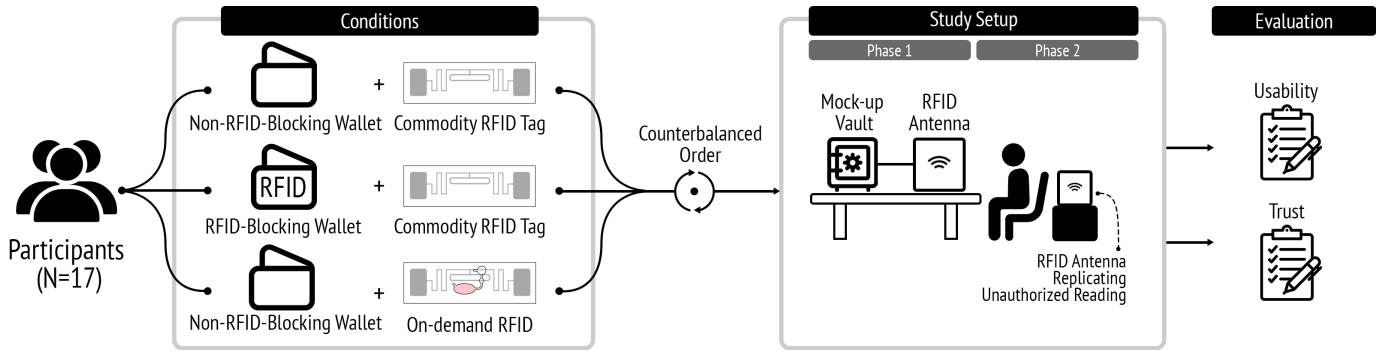 Conditions
Study Setup
Evaluation
Phase 1
Phase 2
Participants
(N=17)
+
Non-RFID-Blocking Wallet
Commodity RFID Tag
RFID
+
RFID-Blocking Wallet
Commodity RFID Tag
+
Non-RFID-Blocking Wallet
On-demand RFID
Counterbalanced
Order
Mock-up
Vault
RFID
Antenna
RFID Antenna
Replicating
Unauthorized Reading
Usability
Trust